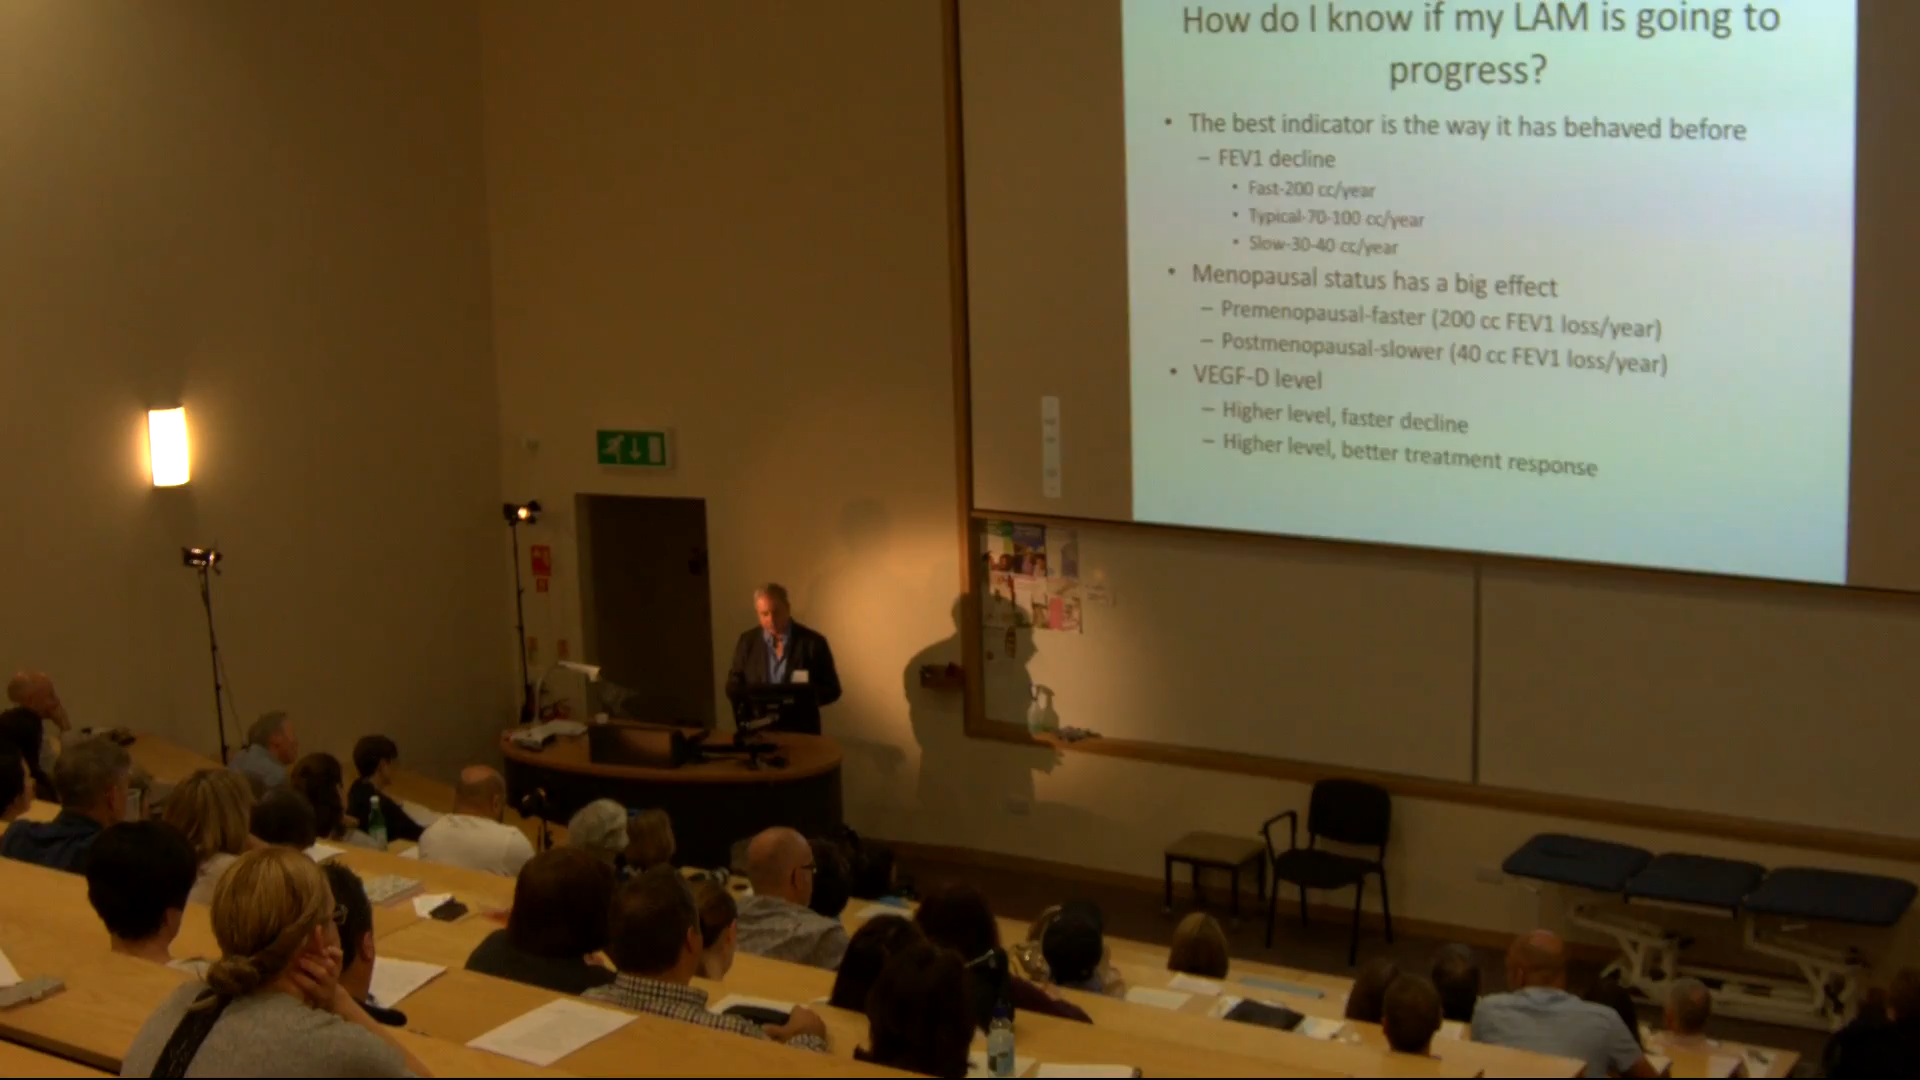 How do I know if my LAM is going to
progress?
• The best indicator is the way it has behaved before
– FEV1 decline
• Fast-200 cc/year
• Typical-70-100 cc/year
• Slow-30-40 cc/year
• Menopausal status has a big effect
– Premenopausal-faster (200 cc FEV1 loss/year)
– Postmenopausal-slower (40 cc FEV1 loss/year)
• VEGF-D level
– Higher level, faster decline
– Higher level, better treatment response